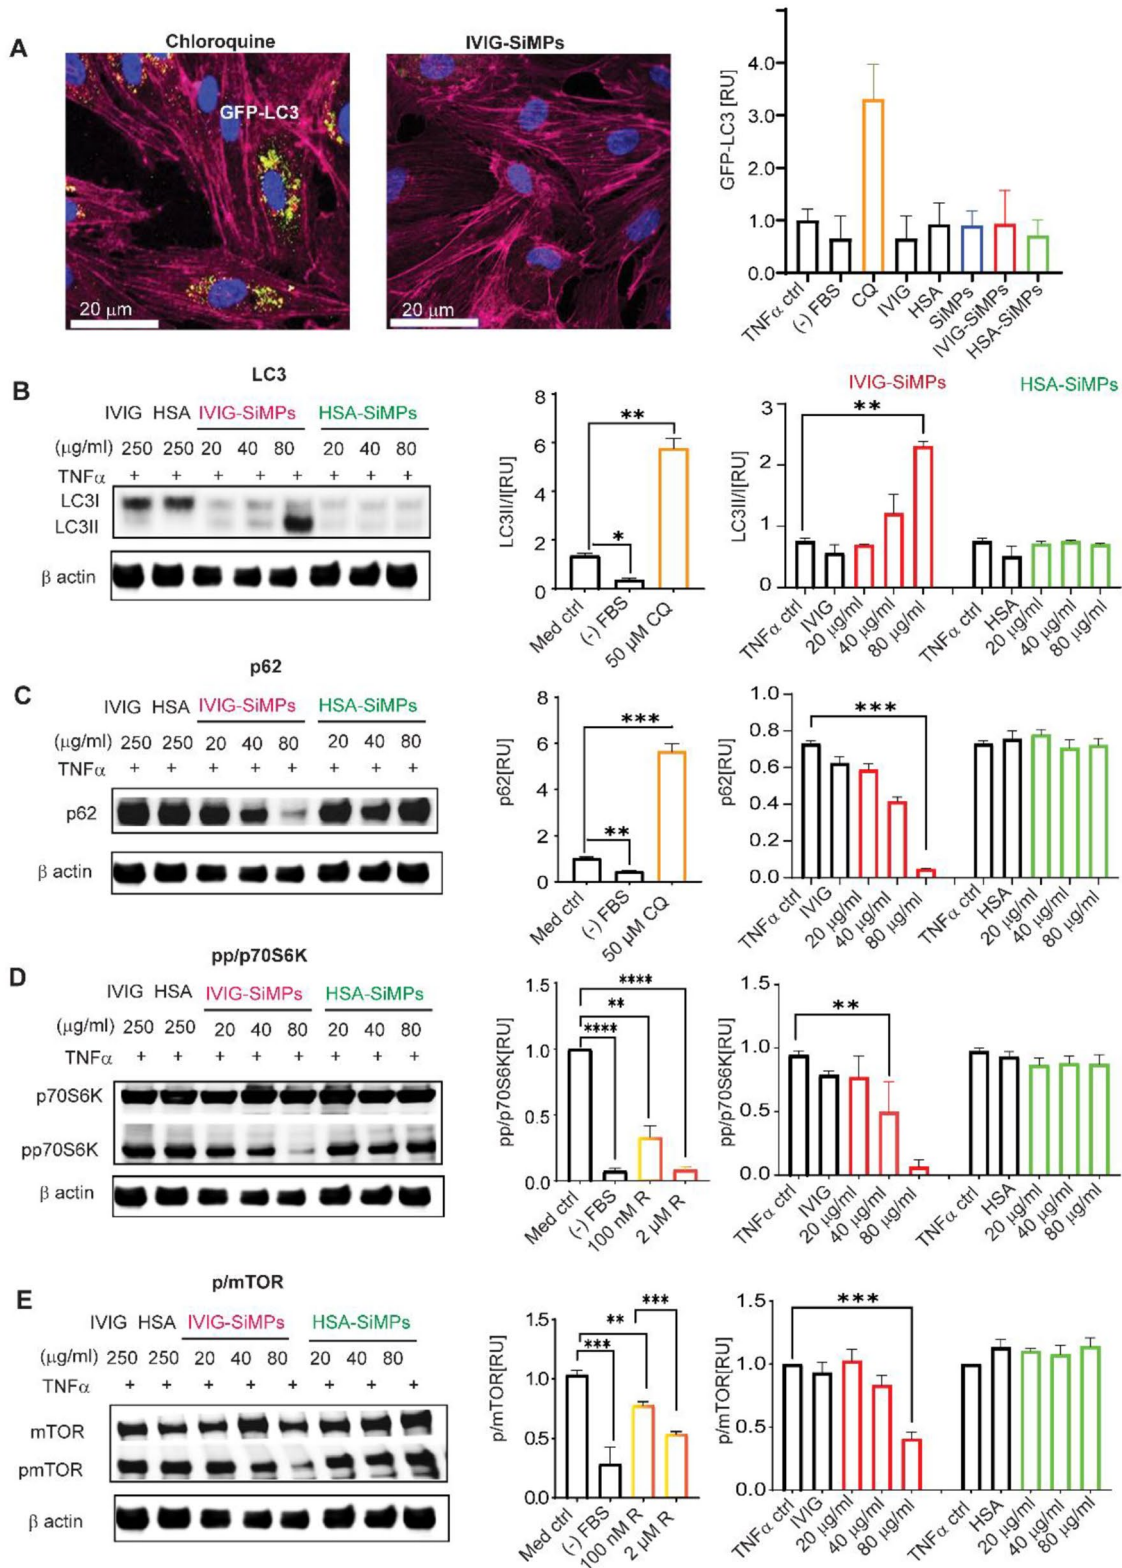 A
Chloroquine
GFP-LC3
20 μm
IVIG-SiMPs
20 μm
GFP-LC3 [RU]
4.0
3.0
2.0
1.0
0.0
TNFα ctrl
(-) FBS
CQ
IVIG
HSA
SiMPs
IVIG-SiMPs
HSA-SiMPs
B
LC3
IVIG HSA IVIG-SiMPs HSA-SiMPs
(μg/ml) 250 250 20 40 80 20 40 80
TNFα + + + + + + + +
LC3I
LC3II
β actin
LC3II/I[RU]
8
6
4
2
0
**
*
Med ctrl
(-) FBS
50 μM CQ
IVIG-SiMPs
HSA-SiMPs
LC3II/I[RU]
3
2
1
0
**
TNFα ctrl
IVIG
20 μg/ml
40 μg/ml
80 μg/ml
TNFα ctrl
HSA
20 μg/ml
40 μg/ml
80 μg/ml
C
p62
IVIG HSA IVIG-SiMPs HSA-SiMPs
(μg/ml) 250 250 20 40 80 20 40 80
TNFα + + + + + + + +
p62
β actin
p62[RU]
8
6
4
2
0
***
**
Med ctrl
(-) FBS
50 μM CQ
p62[RU]
1.0
0.8
0.6
0.4
0.2
0.0
***
TNFα ctrl
IVIG
20 μg/ml
40 μg/ml
80 μg/ml
TNFα ctrl
HSA
20 μg/ml
40 μg/ml
80 μg/ml
D
pp/p70S6K
IVIG HSA IVIG-SiMPs HSA-SiMPs
(μg/ml) 250 250 20 40 80 20 40 80
TNFα + + + + + + + +
p70S6K
pp70S6K
β actin
pp/p70S6K[RU]
1.5
1.0
0.5
0.0
****
**
****
Med ctrl
(-) FBS
100 nM R
2 μM R
pp/p70S6K[RU]
1.5
1.0
0.5
0.0
**
TNFα ctrl
IVIG
20 μg/ml
40 μg/ml
80 μg/ml
TNFα ctrl
HSA
20 μg/ml
40 μg/ml
80 μg/ml
E
p/mTOR
IVIG HSA IVIG-SiMPs HSA-SiMPs
(μg/ml) 250 250 20 40 80 20 40 80
TNFα + + + + + + + +
mTOR
pmTOR
β actin
p/mTOR[RU]
1.5
1.0
0.5
0.0
***
**
***
Med ctrl
(-) FBS
100 nM R
2 μM R
p/mTOR[RU]
1.5
1.0
0.5
0.0
***
TNFα ctrl
IVIG
20 μg/ml
40 μg/ml
80 μg/ml
TNFα ctrl
HSA
20 μg/ml
40 μg/ml
80 μg/ml